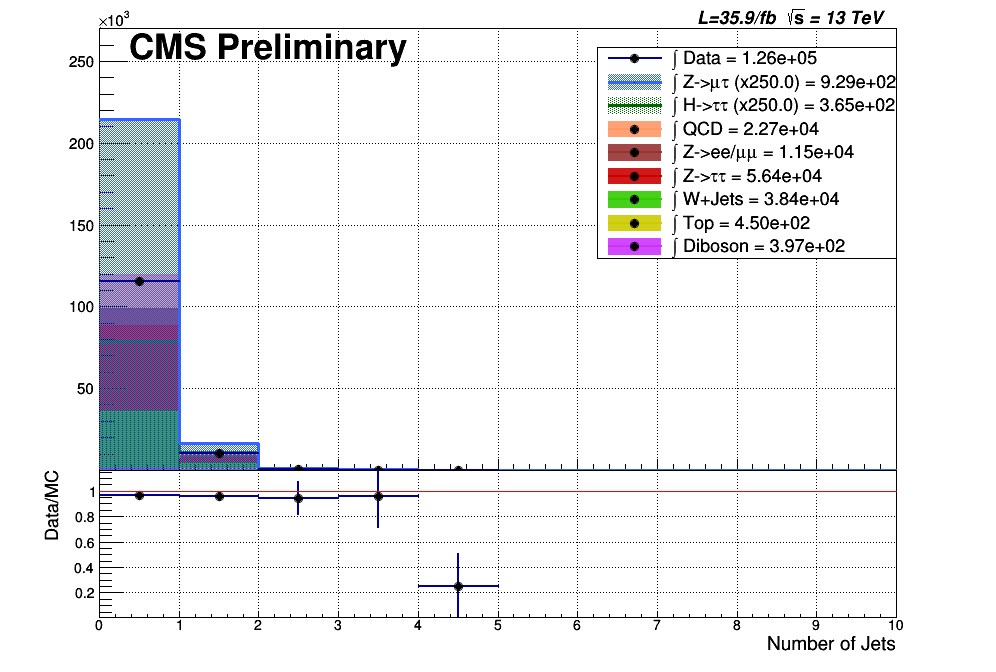 ×10³
L=35.9/fb √s = 13 TeV
CMS Preliminary
250
200
150
100
50
∫ Data = 1.26e+05
∫ Z->μτ (x250.0) = 9.29e+02
∫ H->ττ (x250.0) = 3.65e+02
∫ QCD = 2.27e+04
∫ Z->ee/μμ = 1.15e+04
∫ Z->ττ = 5.64e+04
∫ W+Jets = 3.84e+04
∫ Top = 4.50e+02
∫ Diboson = 3.97e+02
Data/MC
1
0.8
0.6
0.4
0.2
0 1 2 3 4 5 6 7 8 9 10
Number of Jets